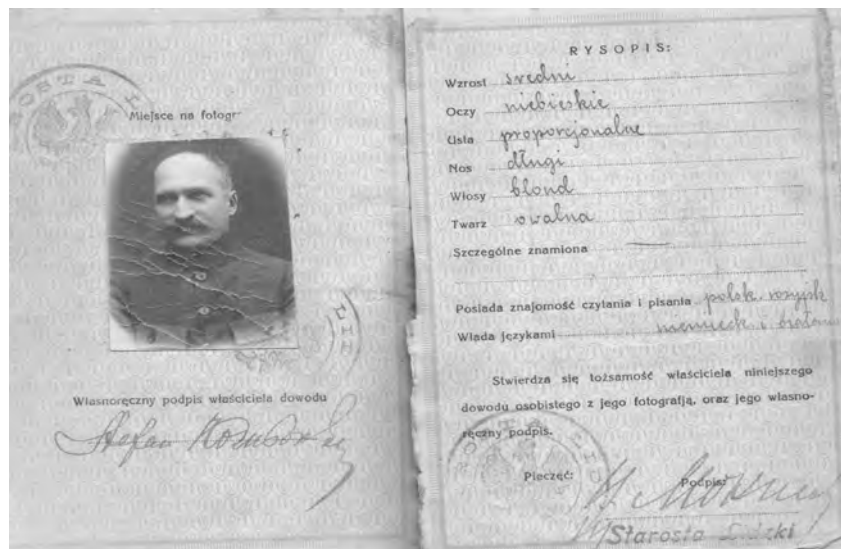 Miejsce na fotogr
Własnoręczny podpis właściciela dowodu
Stefan
RYSOPIS:
Wzrost średni
Oczy niebieskie
Usta proporcjonalne
Nos długi
Włosy blond
Twarz owalna
Szczególne znamiona —
Posiada znajomość czytania i pisania polsk. rosyjsk
Włada językami niemieck. i
Stwierdza się tożsamość właściciela niniejszego
dowodu osobistego z jego fotografją, oraz jego własno-
ręczny podpis.
Pieczęć: Podpis:
Starosta Lidzki